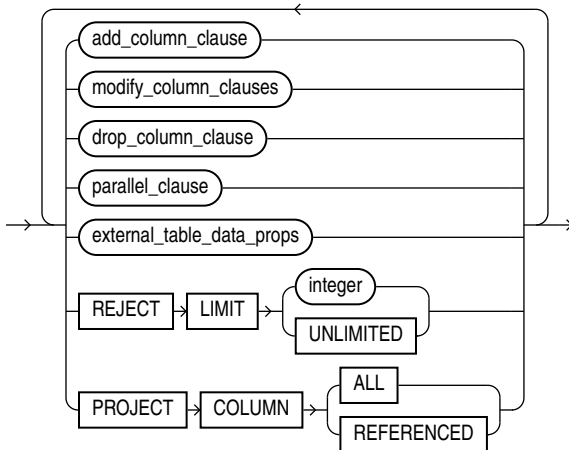 add_column_clause
modify_column_clauses
drop_column_clause
parallel_clause
external_table_data_props
REJECT LIMIT integer
UNLIMITED
PROJECT COLUMN ALL
REFERENCED